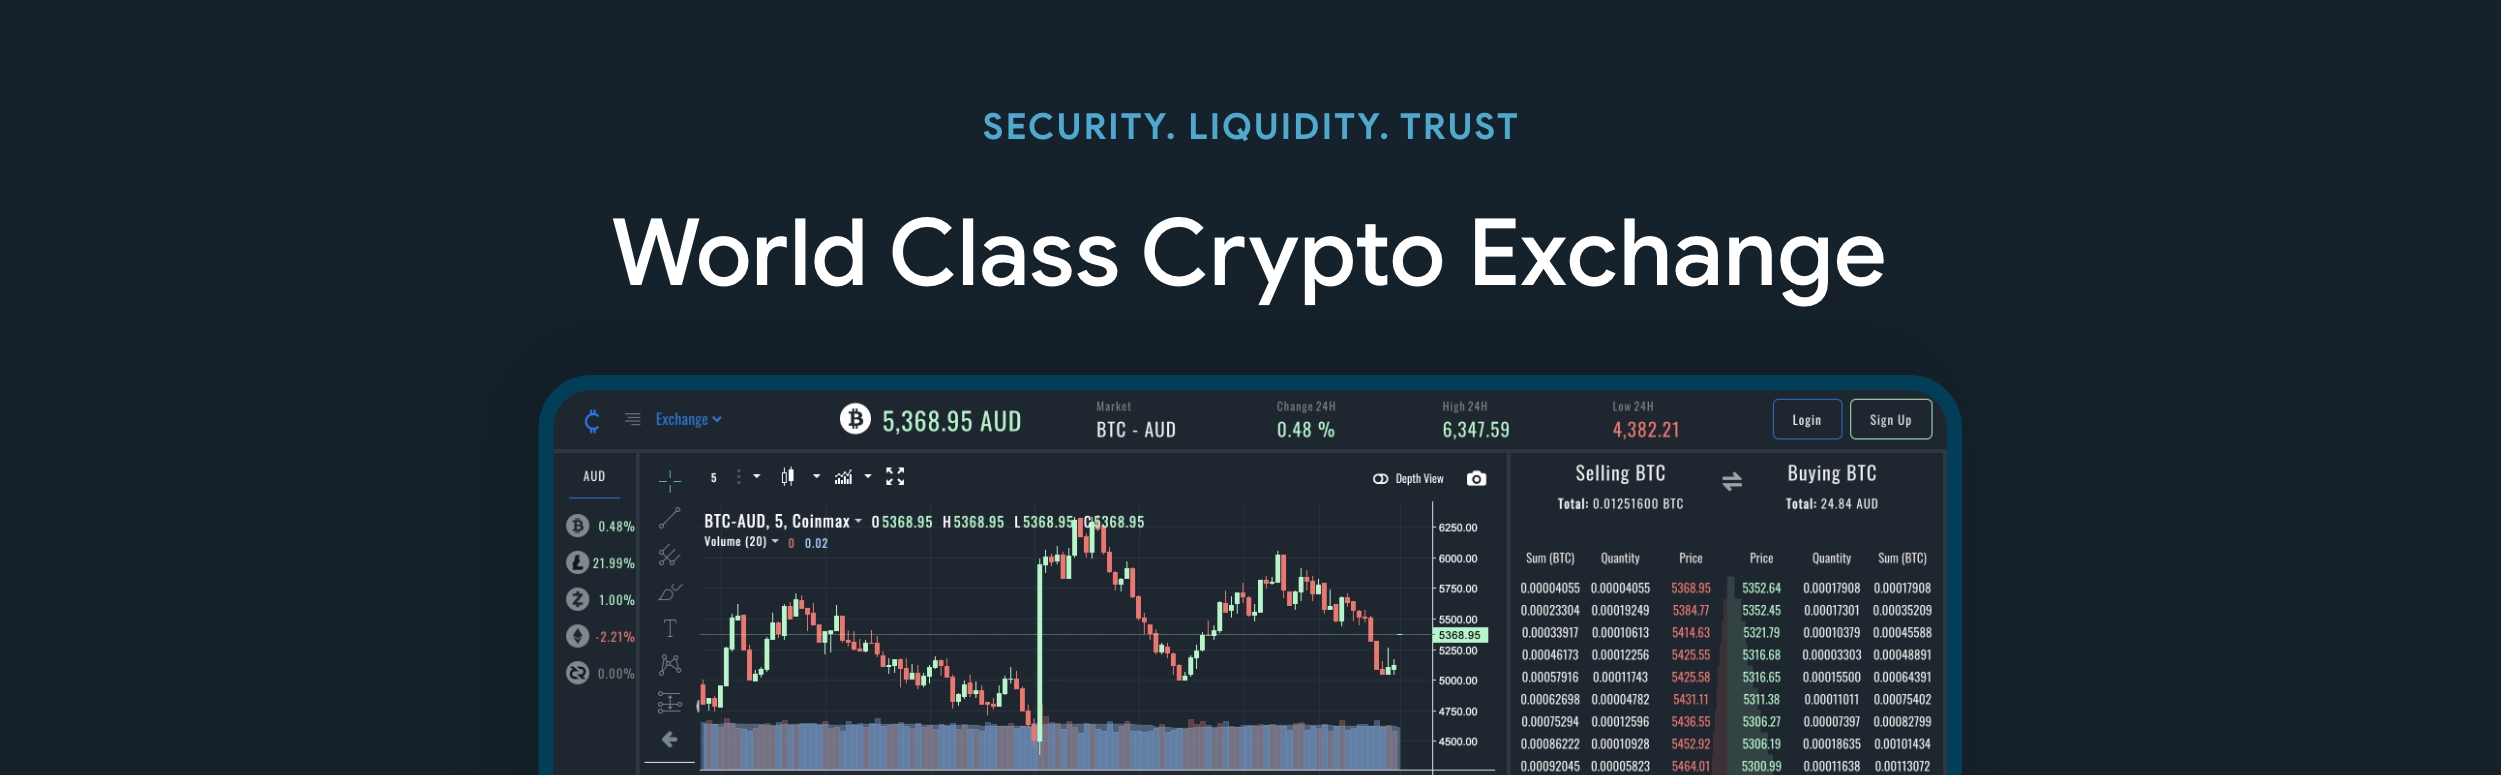 SECURITY. LIQUIDITY. TRUST
World Class Crypto Exchange
Exchange
5,368.95 AUD
Market
BTC - AUD
Change 24H
0.48 %
High 24H
6,347.59
Low 24H
4,382.21
Login
Sign Up
AUD
0.48%
21.99%
1.00%
-2.21%
0.00%
5
Depth View
BTC-AUD, 5, Coinmax O 5368.95 H 5368.95 L 5368.95 C 5368.95
Volume (20) 0 0.02
T
6250.00
6000.00
5750.00
5500.00
5368.95
5250.00
5000.00
4750.00
4500.00
Selling BTC
Total: 0.01251600 BTC
Buying BTC
Total: 24.84 AUD
Sum (BTC) Quantity Price Price Quantity Sum (BTC)
0.00004055 0.00004055 5368.95 5352.64 0.00017908 0.00017908
0.00023304 0.00019249 5384.77 5352.45 0.00017301 0.00035209
0.00033917 0.00010613 5414.63 5321.79 0.00010379 0.00045588
0.00046173 0.00012256 5425.55 5316.68 0.00003303 0.00048891
0.00057916 0.00011743 5425.58 5316.65 0.00015500 0.00064391
0.00062698 0.00004782 5431.11 5311.38 0.00011011 0.00075402
0.00075294 0.00012596 5436.55 5306.27 0.00007397 0.00082799
0.00086222 0.00010928 5452.92 5306.19 0.00018635 0.00101434
0.00092045 0.00005823 5464.01 5300.99 0.00011638 0.00113072